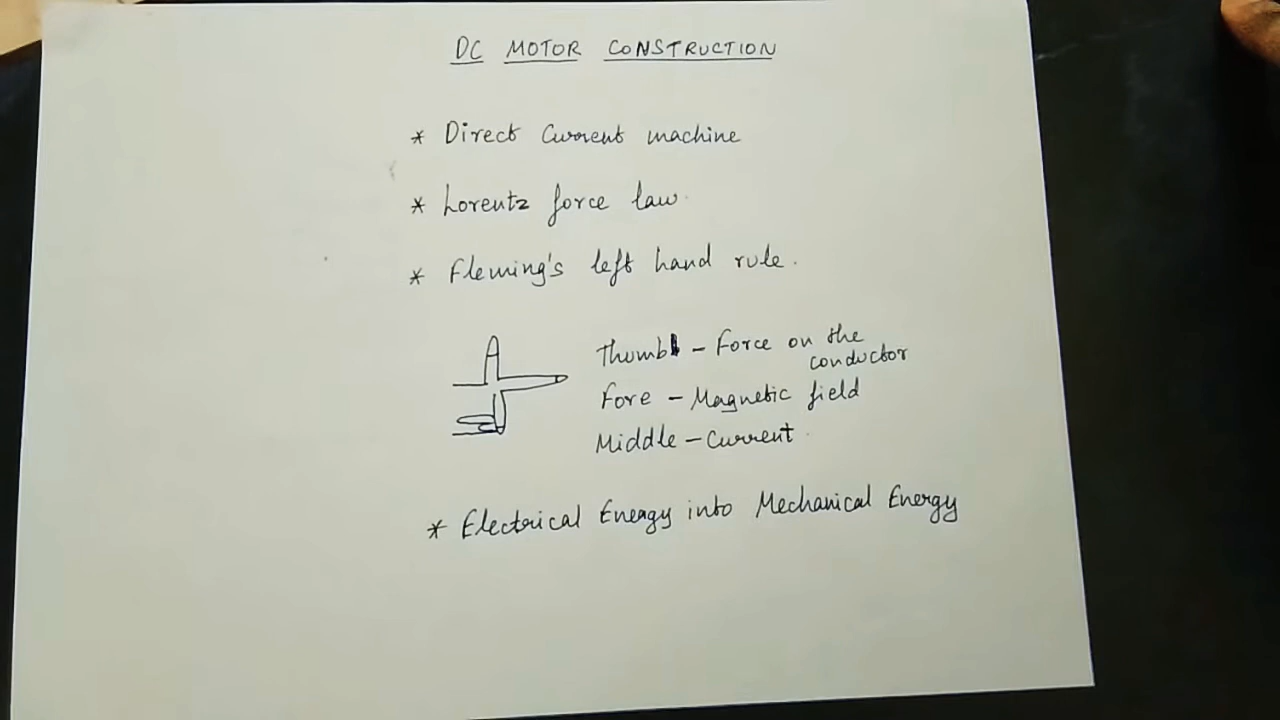 DC MOTOR CONSTRUCTION
* Direct Current machine
* Lorentz force law.
* Fleming's left hand rule.
Thumb - Force on the
conductor
Fore - Magnetic field
Middle - Current
* Electrical Energy into Mechanical Energy